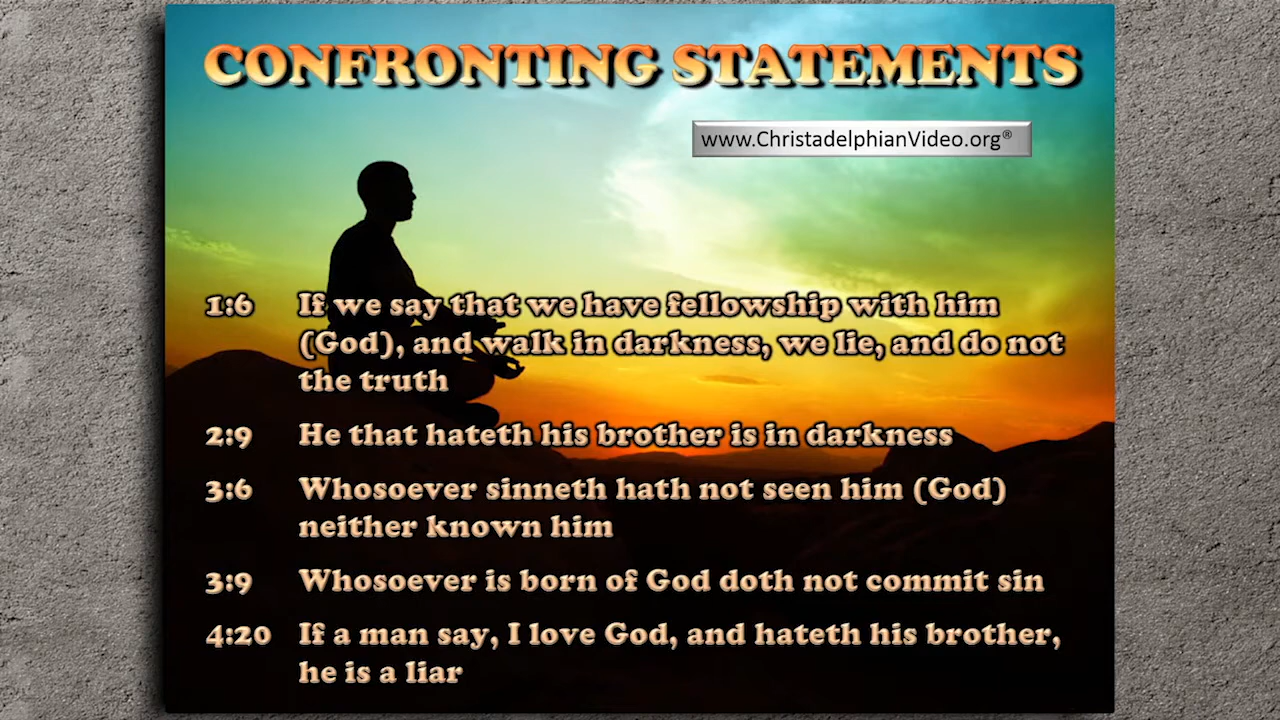 CONFRONTING STATEMENTS
www.ChristadelphianVideo.org®
1:6 If we say that we have fellowship with him
(God), and walk in darkness, we lie, and do not
the truth
2:9 He that hateth his brother is in darkness
3:6 Whosoever sinneth hath not seen him (God)
neither known him
3:9 Whosoever is born of God doth not commit sin
4:20 If a man say, I love God, and hateth his brother,
he is a liar